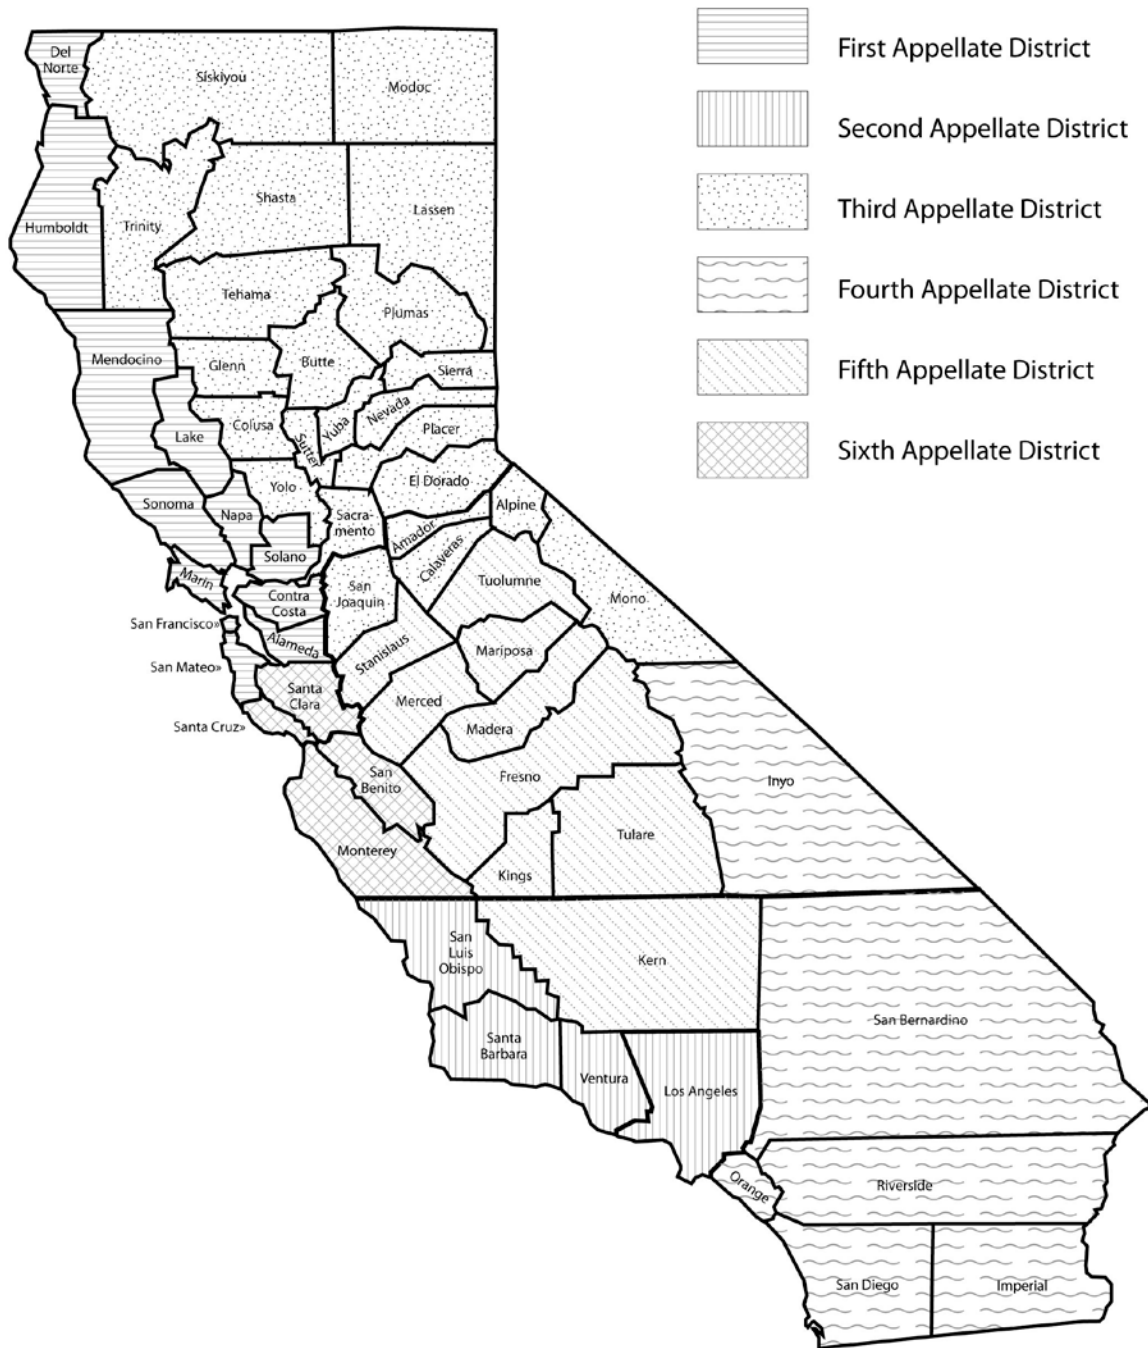 First Appellate District
Second Appellate District
Third Appellate District
Fourth Appellate District
Fifth Appellate District
Sixth Appellate District
Del
Norte
Siskiyou
Modoc
Humboldt
Trinity
Shasta
Lassen
Tehama
Plumas
Mendocino
Glenn
Butte
Sierra
Lake
Colusa
Sutter
Yuba
Nevada
Placer
Sonoma
Napa
Yolo
El Dorado
Sacra-
mento
Alpine
Amador
Solano
Calaveras
Marin
Contra
Costa
San
Joaquin
Tuolumne
Mono
San Francisco»
Alameda
Stanislaus
Mariposa
San Mateo»
Santa
Clara
Merced
Madera
Santa Cruz»
San
Benito
Fresno
Inyo
Monterey
Kings
Tulare
San
Luis
Obispo
Kern
San Bernardino
Santa
Barbara
Ventura
Los Angeles
Orange
Riverside
San Diego
Imperial